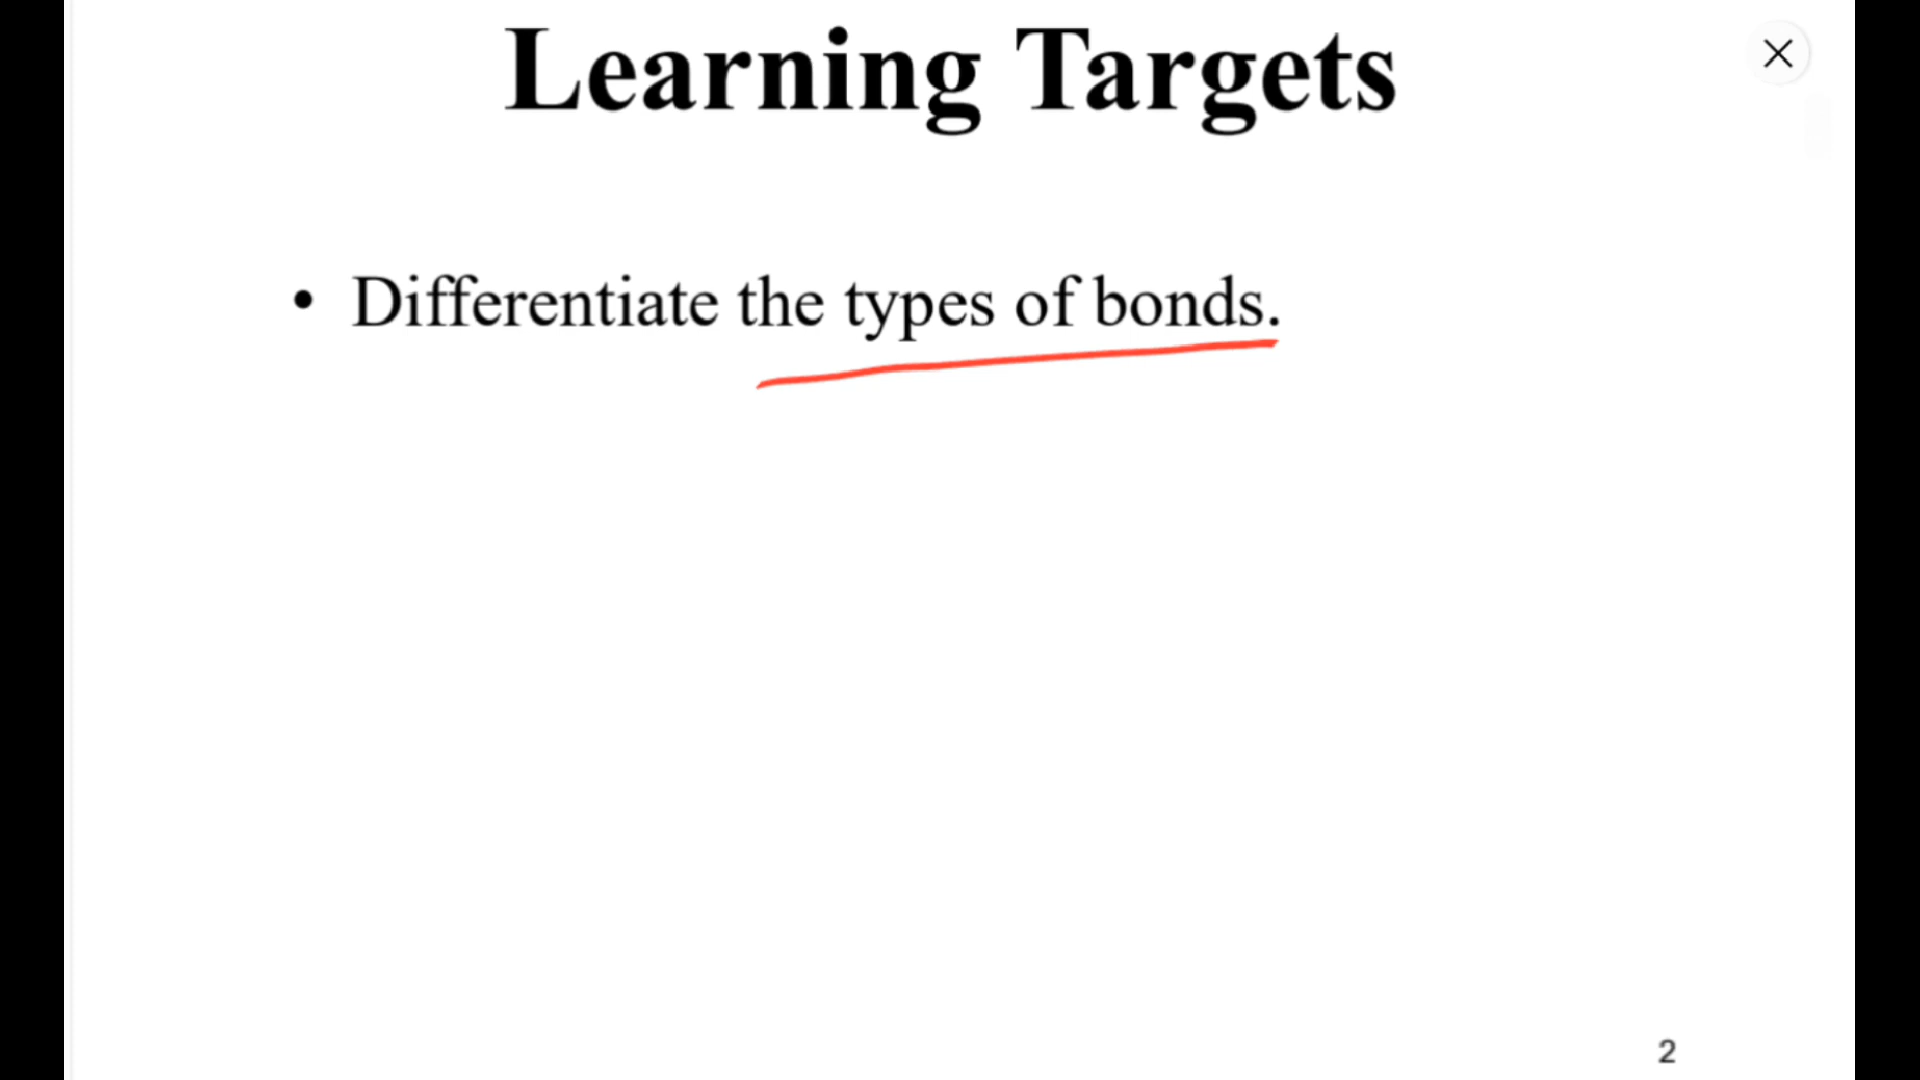 Learning Targets
• Differentiate the types of bonds.
2